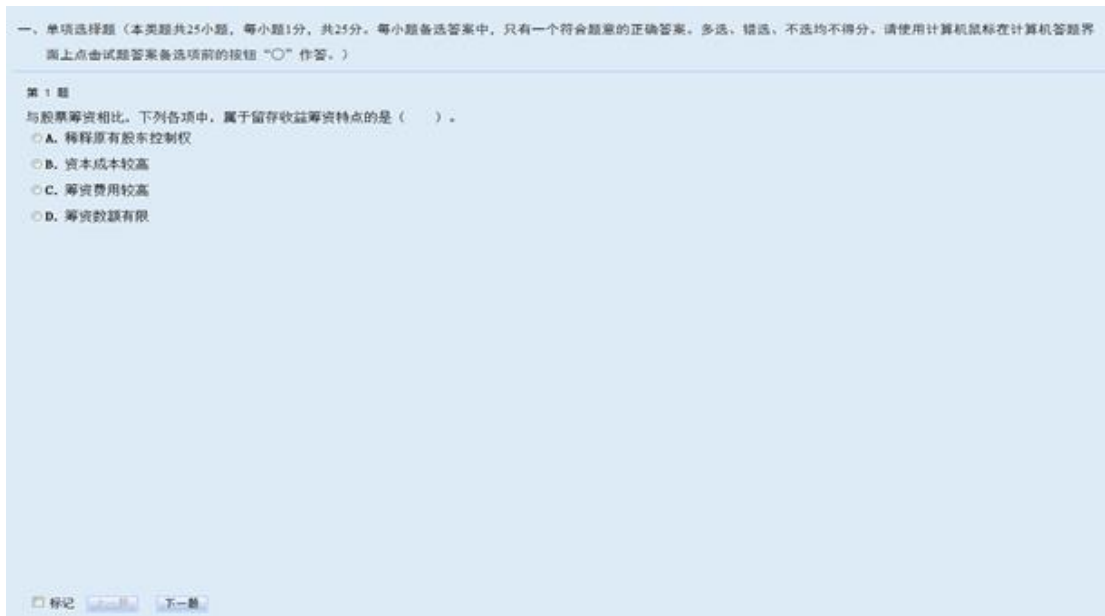 一、单项选择题（本类题共25小题，每小题1分，共25分。每小题备选答案中，只有一个符合题意的正确答案。多选、错选、不选均不得分。请使用计算机鼠标在计算机答题界
面上点击试题答案备选项前的按钮“〇”作答。）
第 1 题
与股票筹资相比，下列各项中，属于留存收益筹资特点的是（　　）。
A. 稀释原有股东控制权
B. 资本成本较高
C. 筹资费用较高
D. 筹资数额有限
标记 上一题 下一题